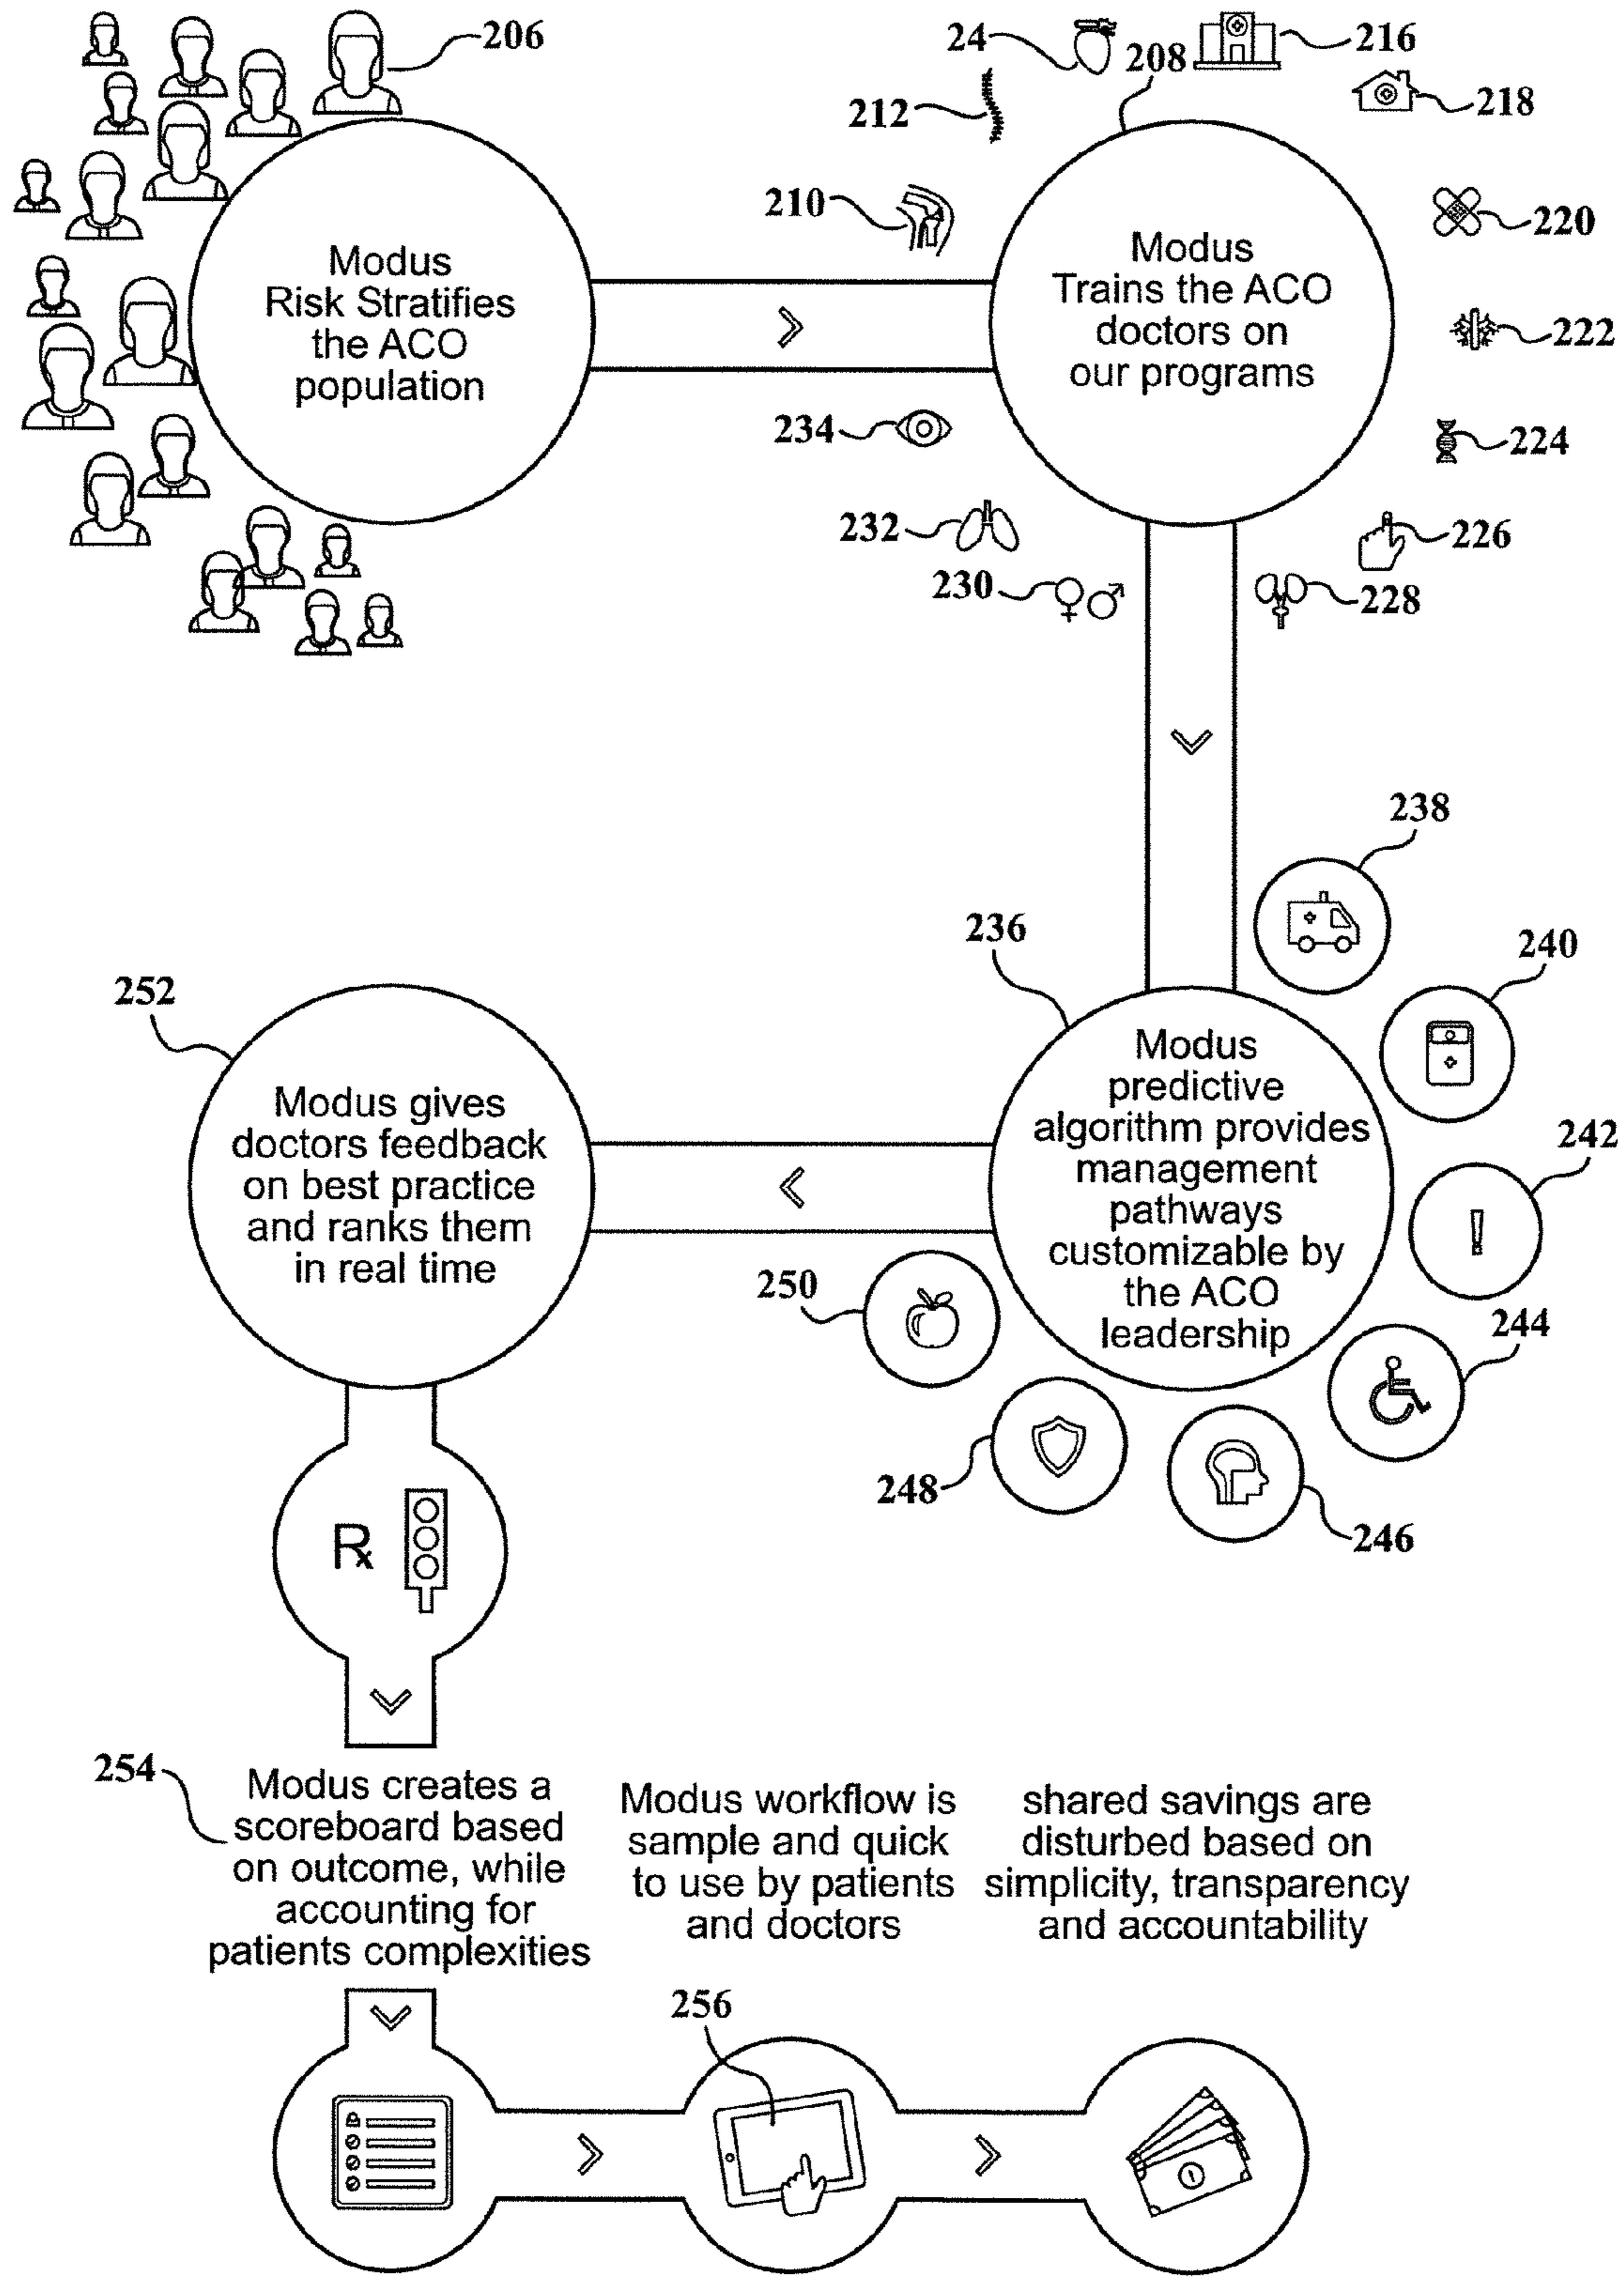 206
24
208
216
212
218
210
220
Modus
Risk Stratifies
the ACO
population
Modus
Trains the ACO
doctors on
our programs
222
234
224
232
226
230
228
238
236
240
252
Modus
predictive
algorithm provides
management
pathways
customizable by
the ACO
leadership
Modus gives
doctors feedback
on best practice
and ranks them
in real time
242
!
250
244
248
246
Rx
254
Modus creates a
scoreboard based
on outcome, while
accounting for
patients complexities
Modus workflow is
sample and quick
to use by patients
and doctors
shared savings are
disturbed based on
simplicity, transparency
and accountability
256